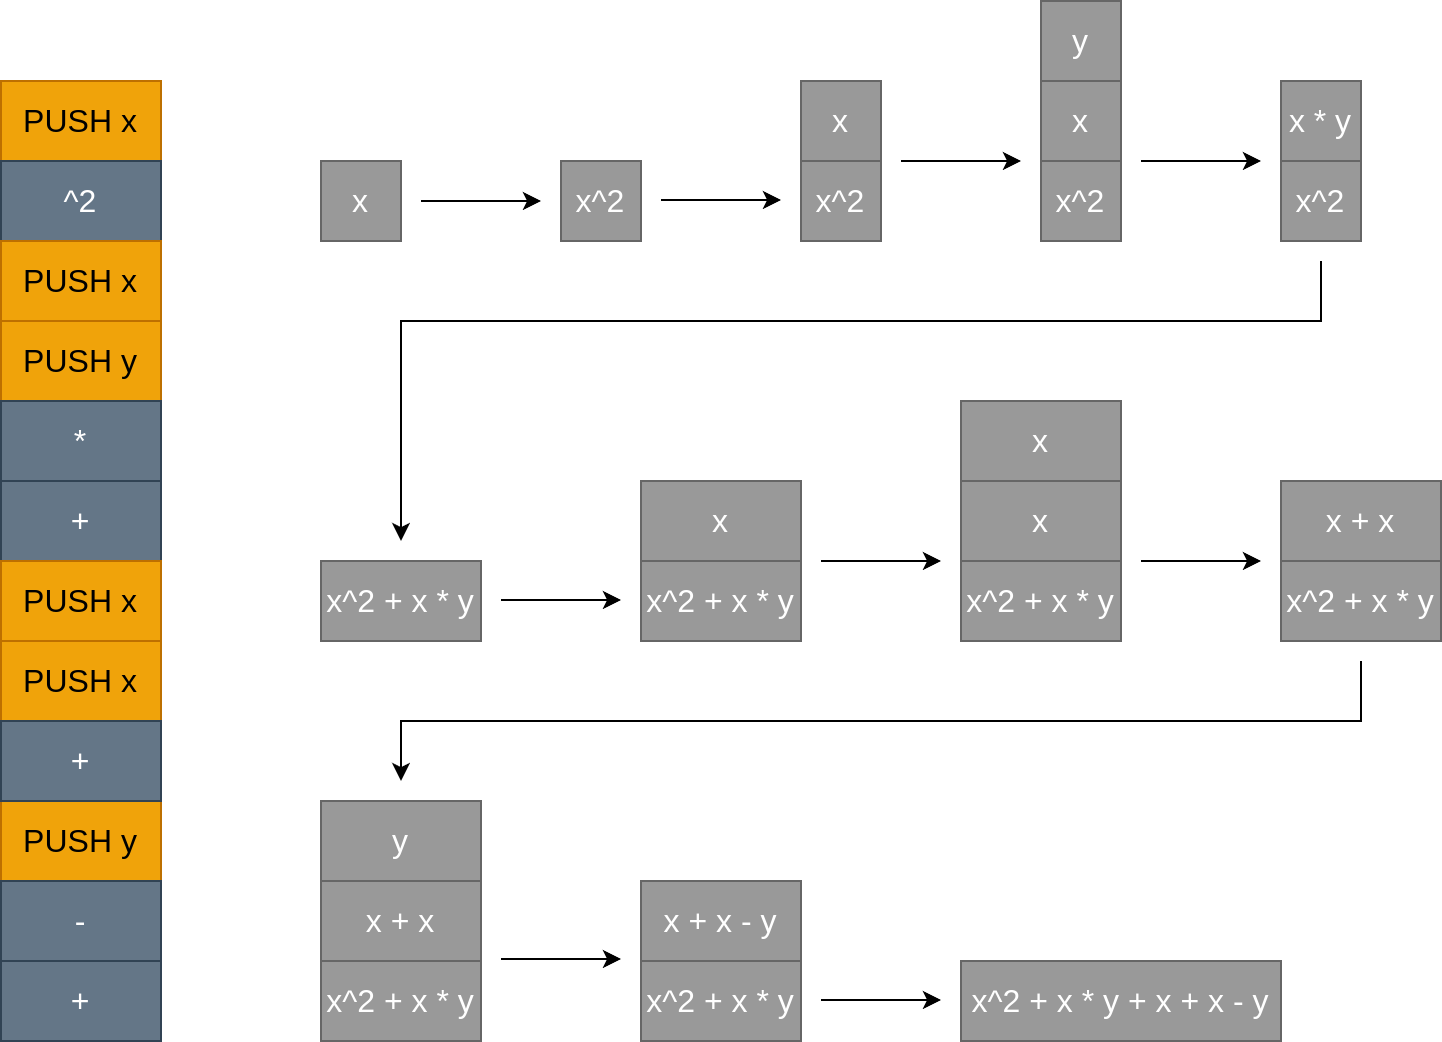 PUSH x
^2
PUSH x
PUSH y
*
+
PUSH x
PUSH x
+
PUSH y
-
+
x
x^2
x
x^2
y
x
x^2
x * y
x^2
x^2 + x * y
x
x^2 + x * y
x
x
x^2 + x * y
x + x
x^2 + x * y
y
x + x
x^2 + x * y
x + x - y
x^2 + x * y
x^2 + x * y + x + x - y